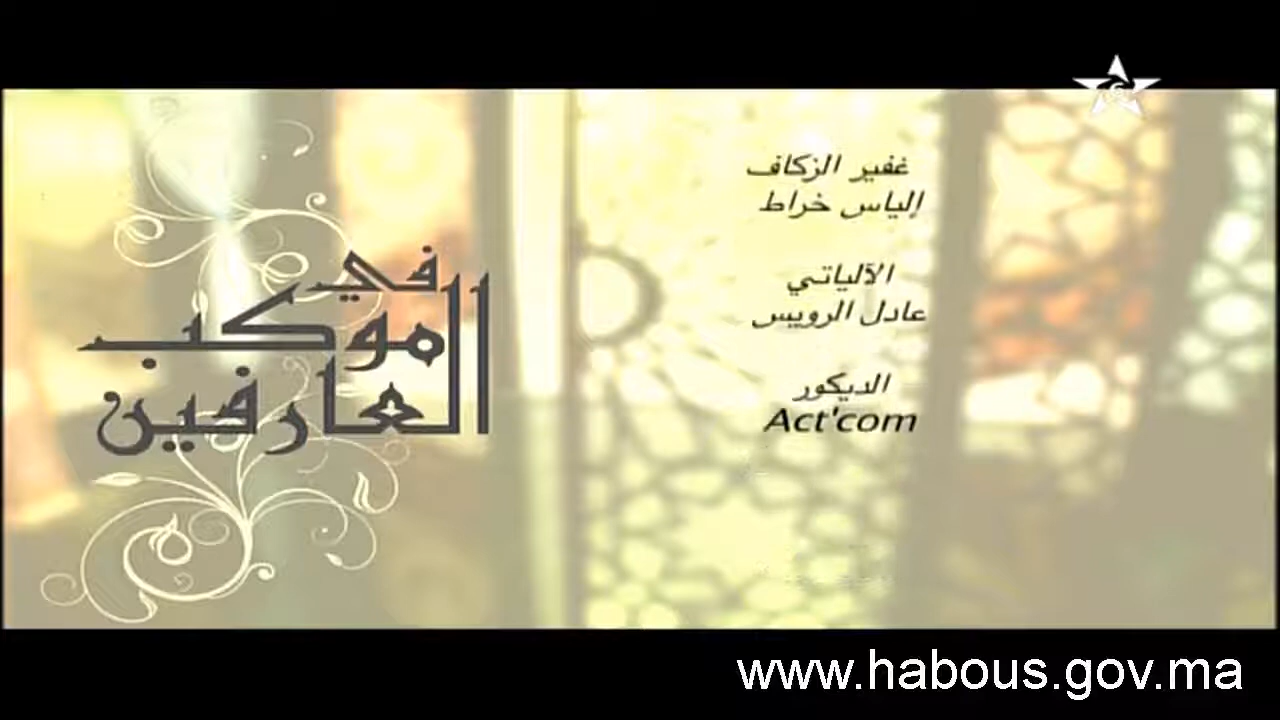 في
موكب
العارفين
غفير الزكاف
إلياس خراط
الآلياتي
عادل الرويس
الديكور
Act'com
www.habous.gov.ma